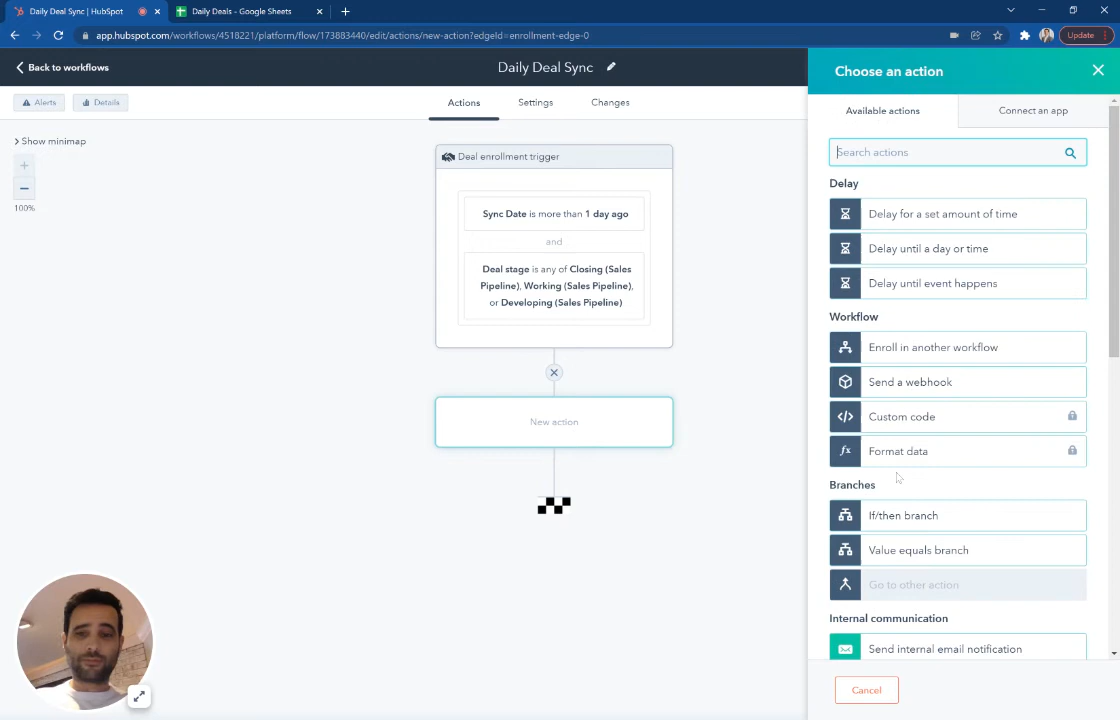 Daily Deal Sync | HubSpot
Daily Deals - Google Sheets
app.hubspot.com/workflows/4518221/platform/flow/173883440/edit/actions/new-action?edgeId=enrollment-edge-0
Update
Back to workflows
Daily Deal Sync
Alerts
Details
Actions
Settings
Changes
Show minimap
100%
Deal enrollment trigger
Sync Date is more than 1 day ago
and
Deal stage is any of Closing (Sales
Pipeline), Working (Sales Pipeline),
or Developing (Sales Pipeline)
New action
Choose an action
Available actions
Connect an app
Search actions
Delay
Delay for a set amount of time
Delay until a day or time
Delay until event happens
Workflow
Enroll in another workflow
Send a webhook
Custom code
Format data
Branches
If/then branch
Value equals branch
Go to other action
Internal communication
Send internal email notification
Cancel